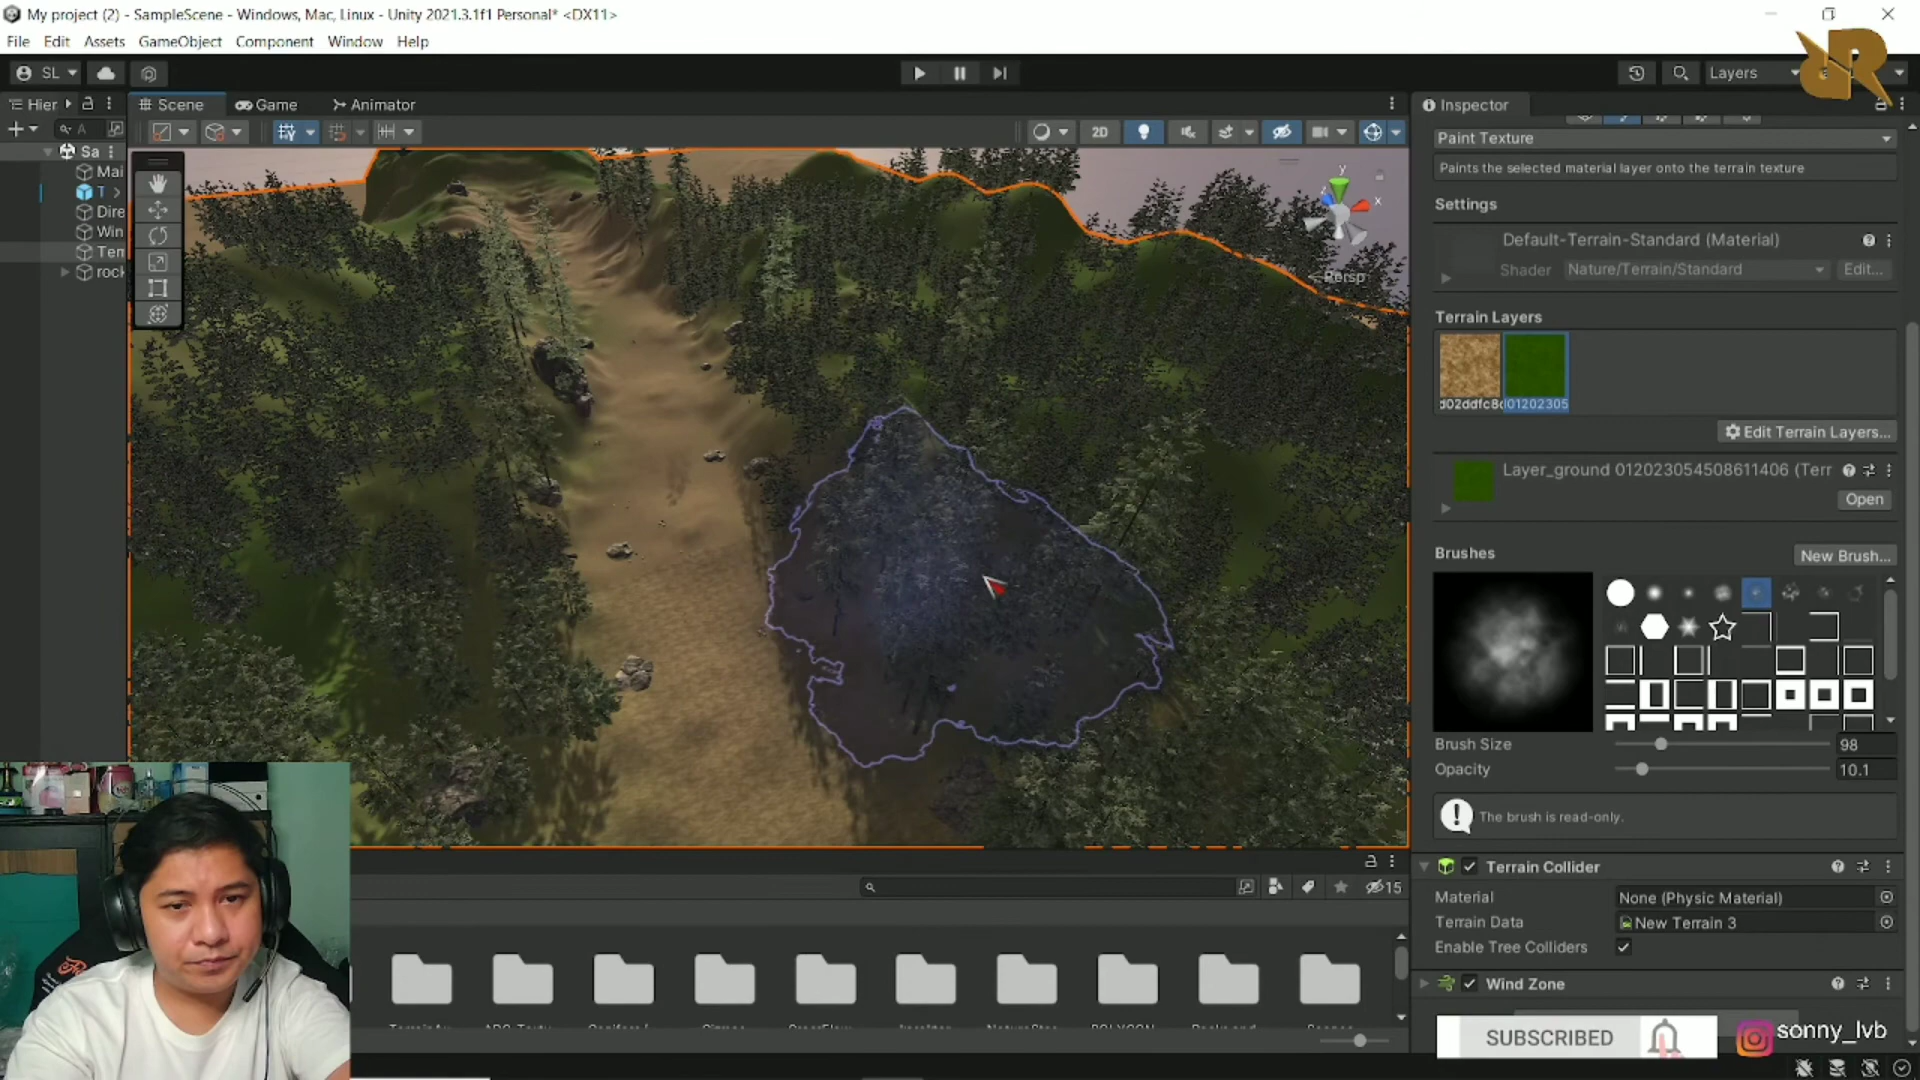 My project (2) - SampleScene - Windows, Mac, Linux - Unity 2021.3.1f1 Personal* <DX11>
File Edit Assets GameObject Component Window Help
SL
Layers
Hier
Scene
Game
Animator
Inspector
2D
Sa
Mai
T
Dire
Win
Terr
rock
y
x
Persp
Paint Texture
Paints the selected material layer onto the terrain texture
Settings
Default-Terrain-Standard (Material)
Shader Nature/Terrain/Standard Edit...
Terrain Layers
d02ddfc8
01202305
Edit Terrain Layers...
Layer_ground 012023054508611406 (Terr
Open
Brushes
New Brush...
Brush Size 98
Opacity 10.1
The brush is read-only.
Terrain Collider
Material None (Physic Material)
Terrain Data New Terrain 3
Enable Tree Colliders
Wind Zone
15
SUBSCRIBED
sonny_lvb